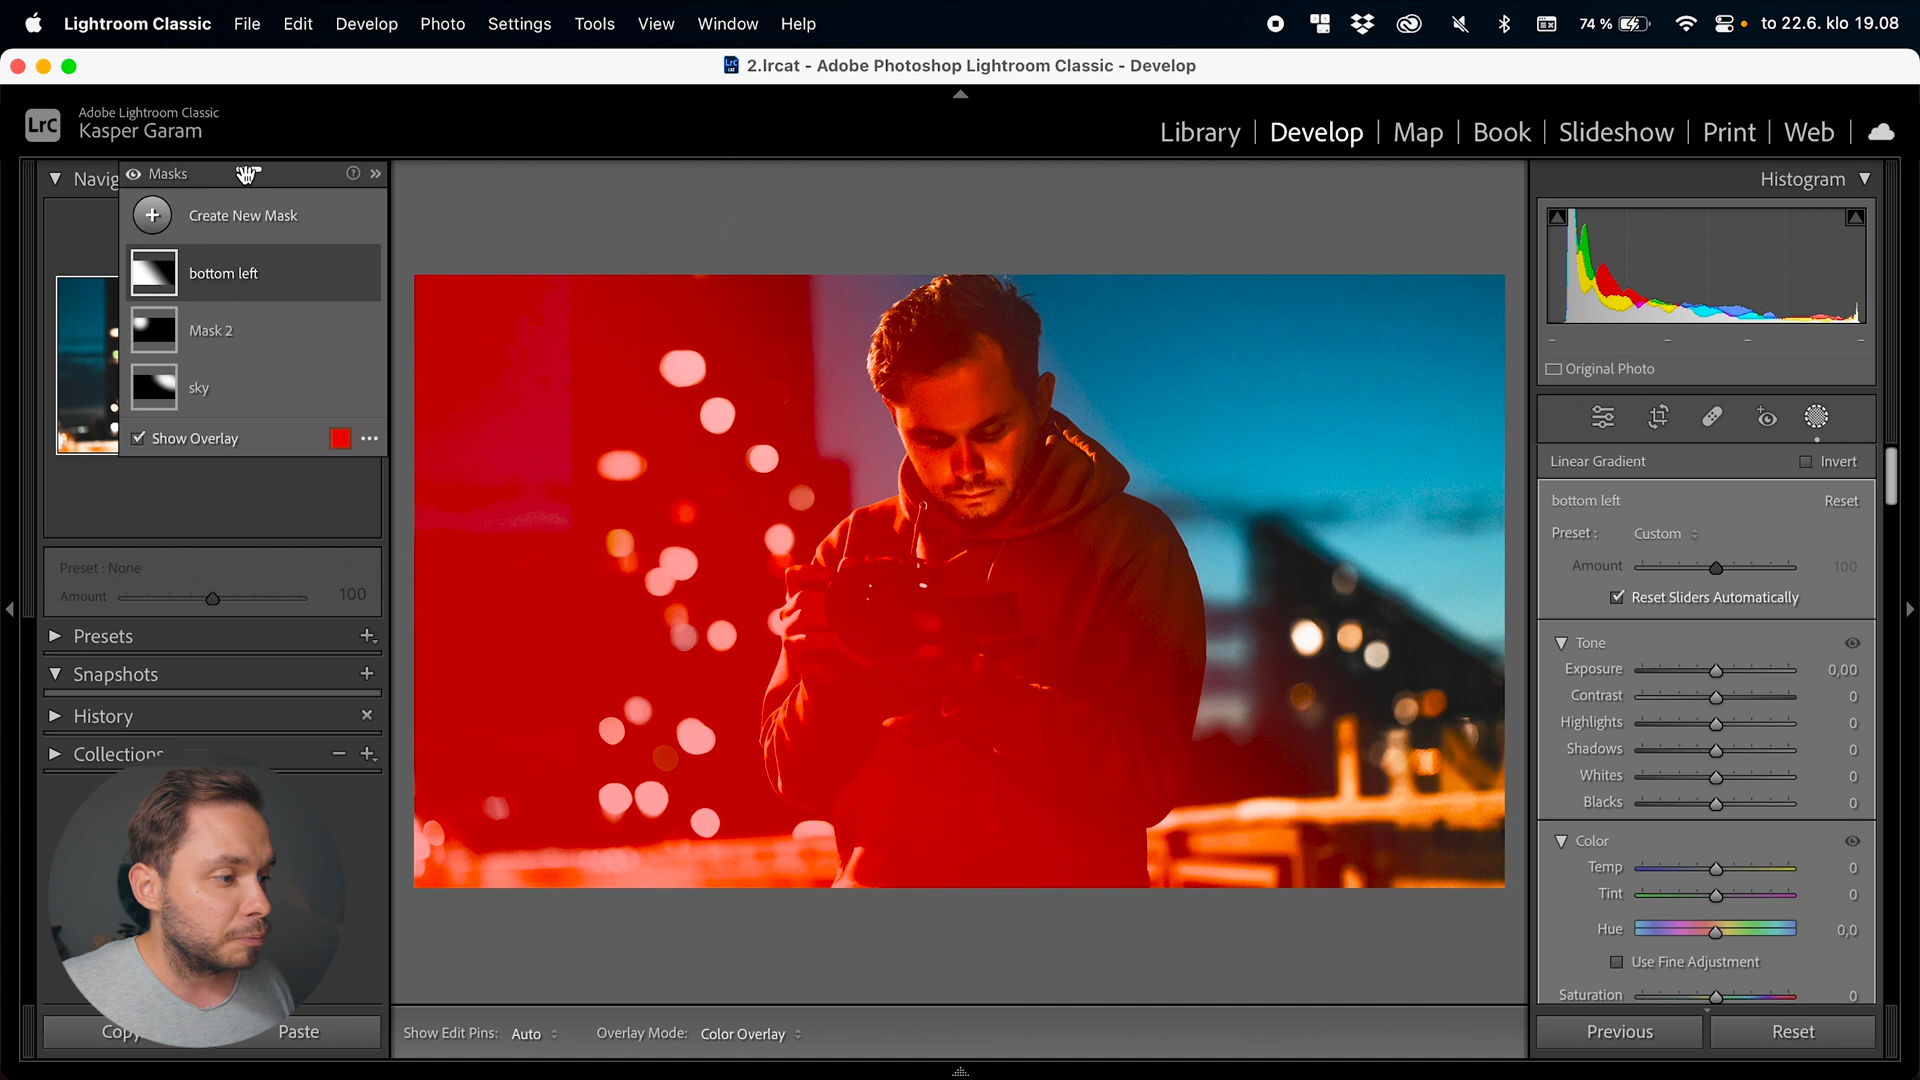 Lightroom Classic File Edit Develop Photo Settings Tools View Window Help 74 % to 22.6. klo 19.08
LrC CAT 2.lrcat - Adobe Photoshop Lightroom Classic - Develop
LrC Adobe Lightroom Classic
Kasper Garam
Library | Develop | Map | Book | Slideshow | Print | Web |
Navig
Masks ? »
Create New Mask
bottom left
Mask 2
sky
Show Overlay
Preset : None
Amount 100
Presets
Snapshots
History
Collections
Copy
Paste
Show Edit Pins: Auto Overlay Mode: Color Overlay
Histogram
Original Photo
Linear Gradient Invert
bottom left Reset
Preset : Custom
Amount 100
Reset Sliders Automatically
Tone
Exposure 0,00
Contrast 0
Highlights 0
Shadows 0
Whites 0
Blacks 0
Color
Temp 0
Tint 0
Hue 0,0
Use Fine Adjustment
Saturation 0
Previous Reset